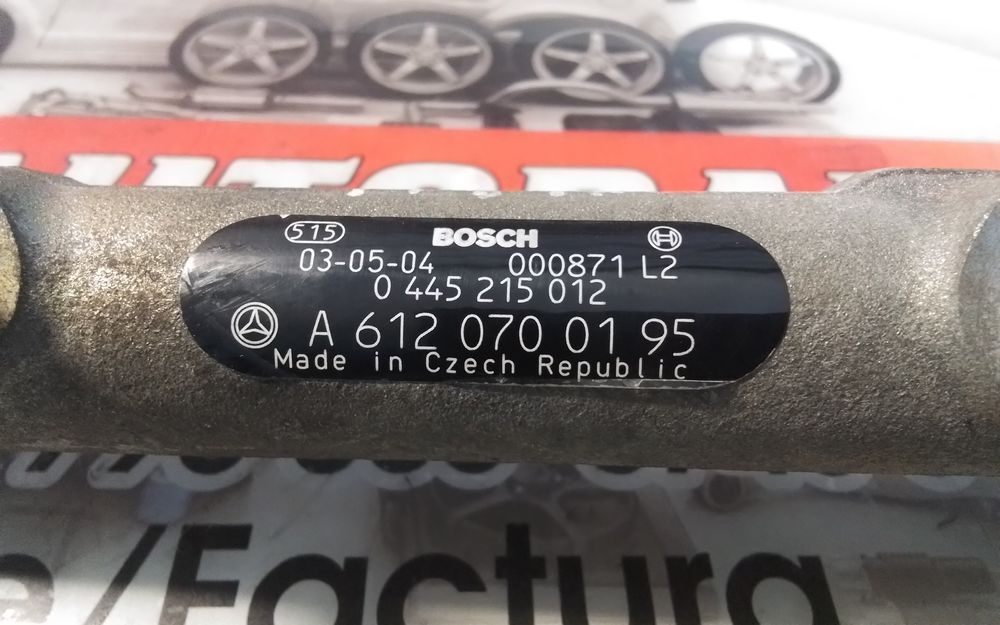 515 BOSCH
03-05-04 000871 L2
0 445 215 012
A 612 070 01 95
Made in Czech Republic
e/Factura